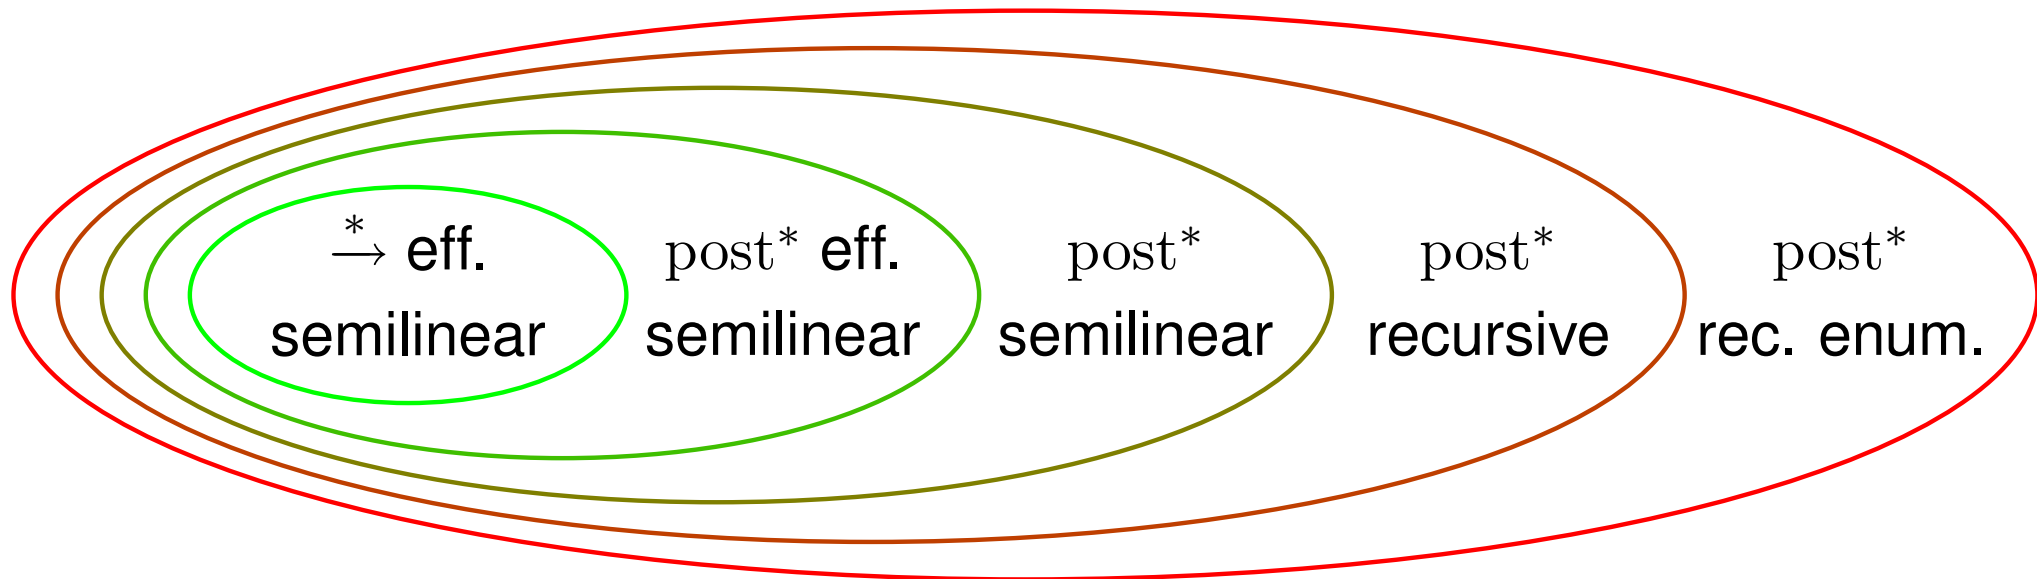 →* eff.
semilinear
post* eff.
semilinear
post*
semilinear
post*
recursive
post*
rec. enum.